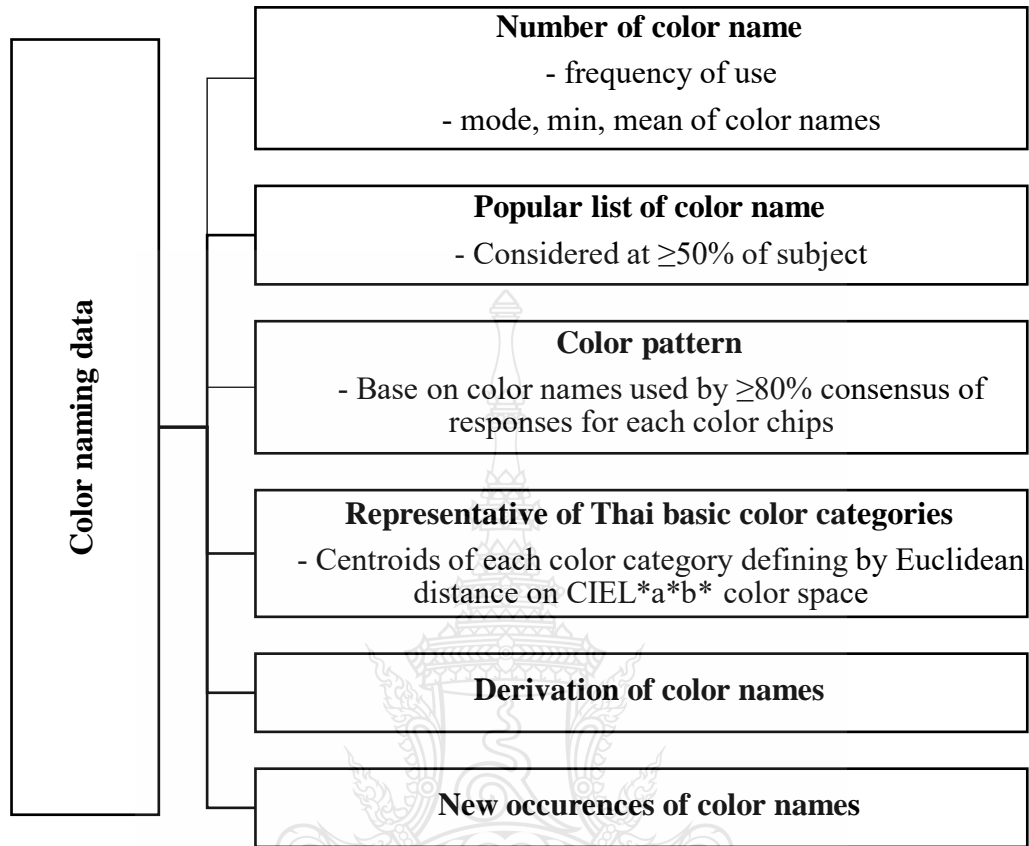 Color naming data
Number of color name
- frequency of use
- mode, min, mean of color names
Popular list of color name
- Considered at ≥50% of subject
Color pattern
- Base on color names used by ≥80% consensus of
responses for each color chips
Representative of Thai basic color categories
- Centroids of each color category defining by Euclidean
distance on CIEL*a*b* color space
Derivation of color names
New occurences of color names